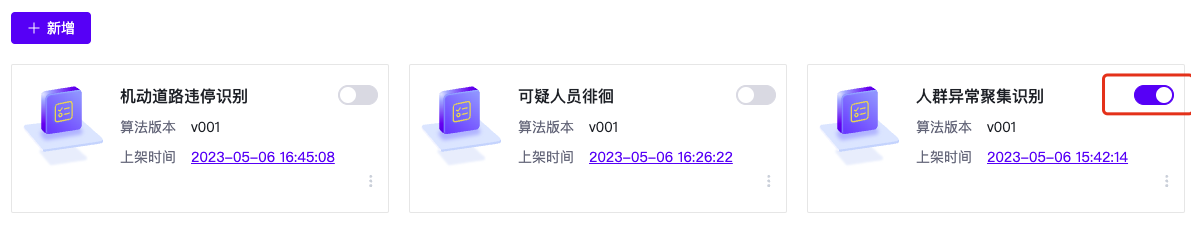 + 新增
机动道路违停识别
算法版本 v001
上架时间 2023-05-06 16:45:08
可疑人员徘徊
算法版本 v001
上架时间 2023-05-06 16:26:22
人群异常聚集识别
算法版本 v001
上架时间 2023-05-06 15:42:14